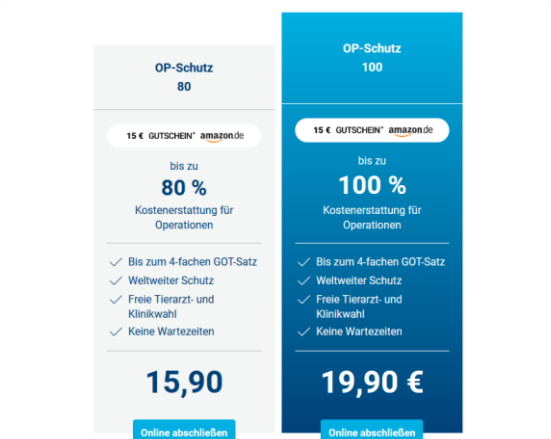 OP-Schutz
80
15 € GUTSCHEIN* amazon.de
bis zu
80 %
Kostenerstattung für
Operationen
Bis zum 4-fachen GOT-Satz
Weltweiter Schutz
Freie Tierarzt- und
Klinikwahl
Keine Wartezeiten
15,90
Online abschließen
OP-Schutz
100
15 € GUTSCHEIN* amazon.de
bis zu
100 %
Kostenerstattung für
Operationen
Bis zum 4-fachen GOT-Satz
Weltweiter Schutz
Freie Tierarzt- und
Klinikwahl
Keine Wartezeiten
19,90 €
Online abschließen